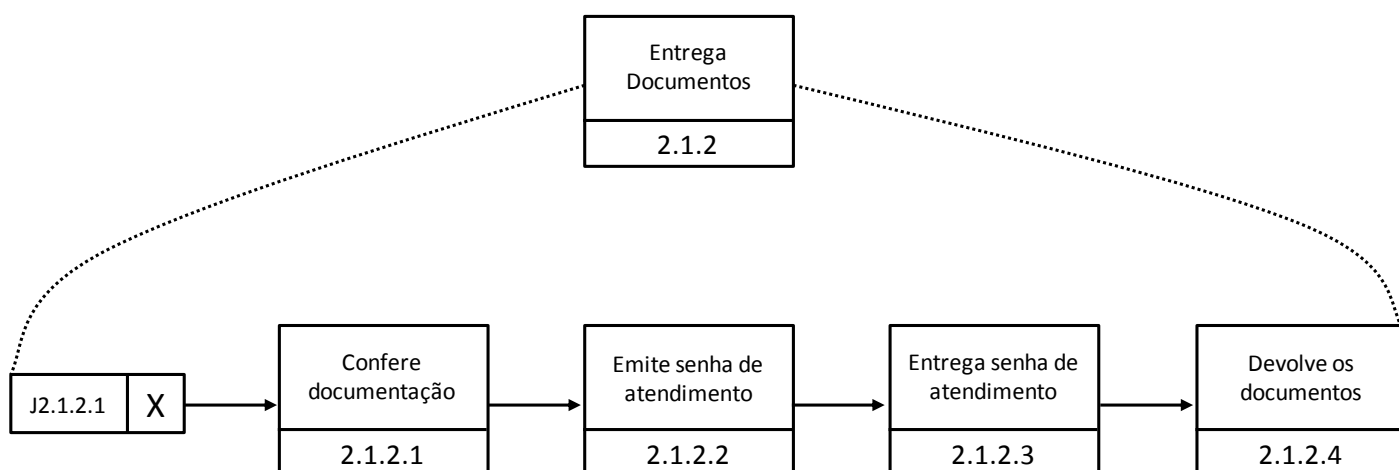 Entrega
Documentos
2.1.2
J2.1.2.1
X
Confere
documentação
2.1.2.1
Emite senha de
atendimento
2.1.2.2
Entrega senha de
atendimento
2.1.2.3
Devolve os
documentos
2.1.2.4